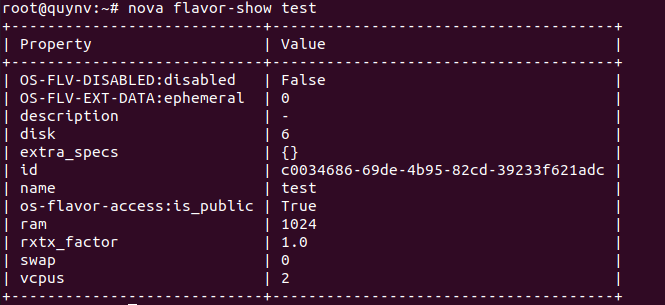 root@quynv:~# nova flavor-show test
+----------------------------+--------------------------------------+
| Property                   | Value                                |
+----------------------------+--------------------------------------+
| OS-FLV-DISABLED:disabled   | False                                |
| OS-FLV-EXT-DATA:ephemeral  | 0                                    |
| description                | -                                    |
| disk                       | 6                                    |
| extra_specs                | {}                                   |
| id                         | c0034686-69de-4b95-82cd-39233f621adc |
| name                       | test                                 |
| os-flavor-access:is_public | True                                 |
| ram                        | 1024                                 |
| rxtx_factor                | 1.0                                  |
| swap                       | 0                                    |
| vcpus                      | 2                                    |
+----------------------------+--------------------------------------+